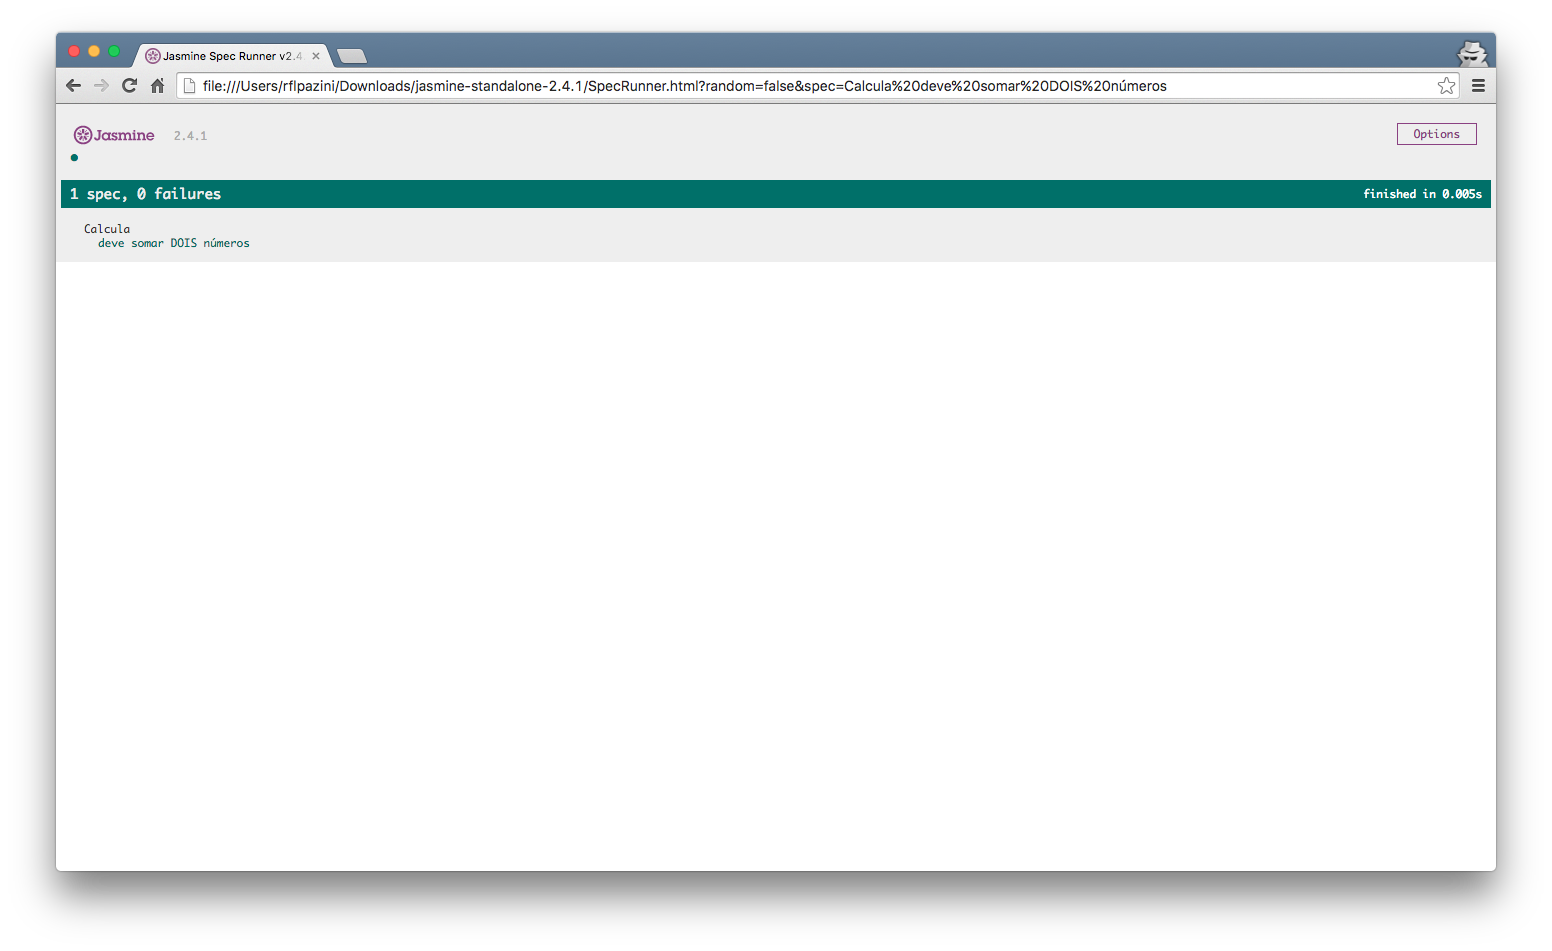 Jasmine Spec Runner v2.4
file:///Users/rflpazini/Downloads/jasmine-standalone-2.4.1/SpecRunner.html?random=false&spec=Calcula%20deve%20somar%20DOIS%20números
Jasmine 2.4.1 Options
1 spec, 0 failures finished in 0.005s
Calcula
deve somar DOIS números